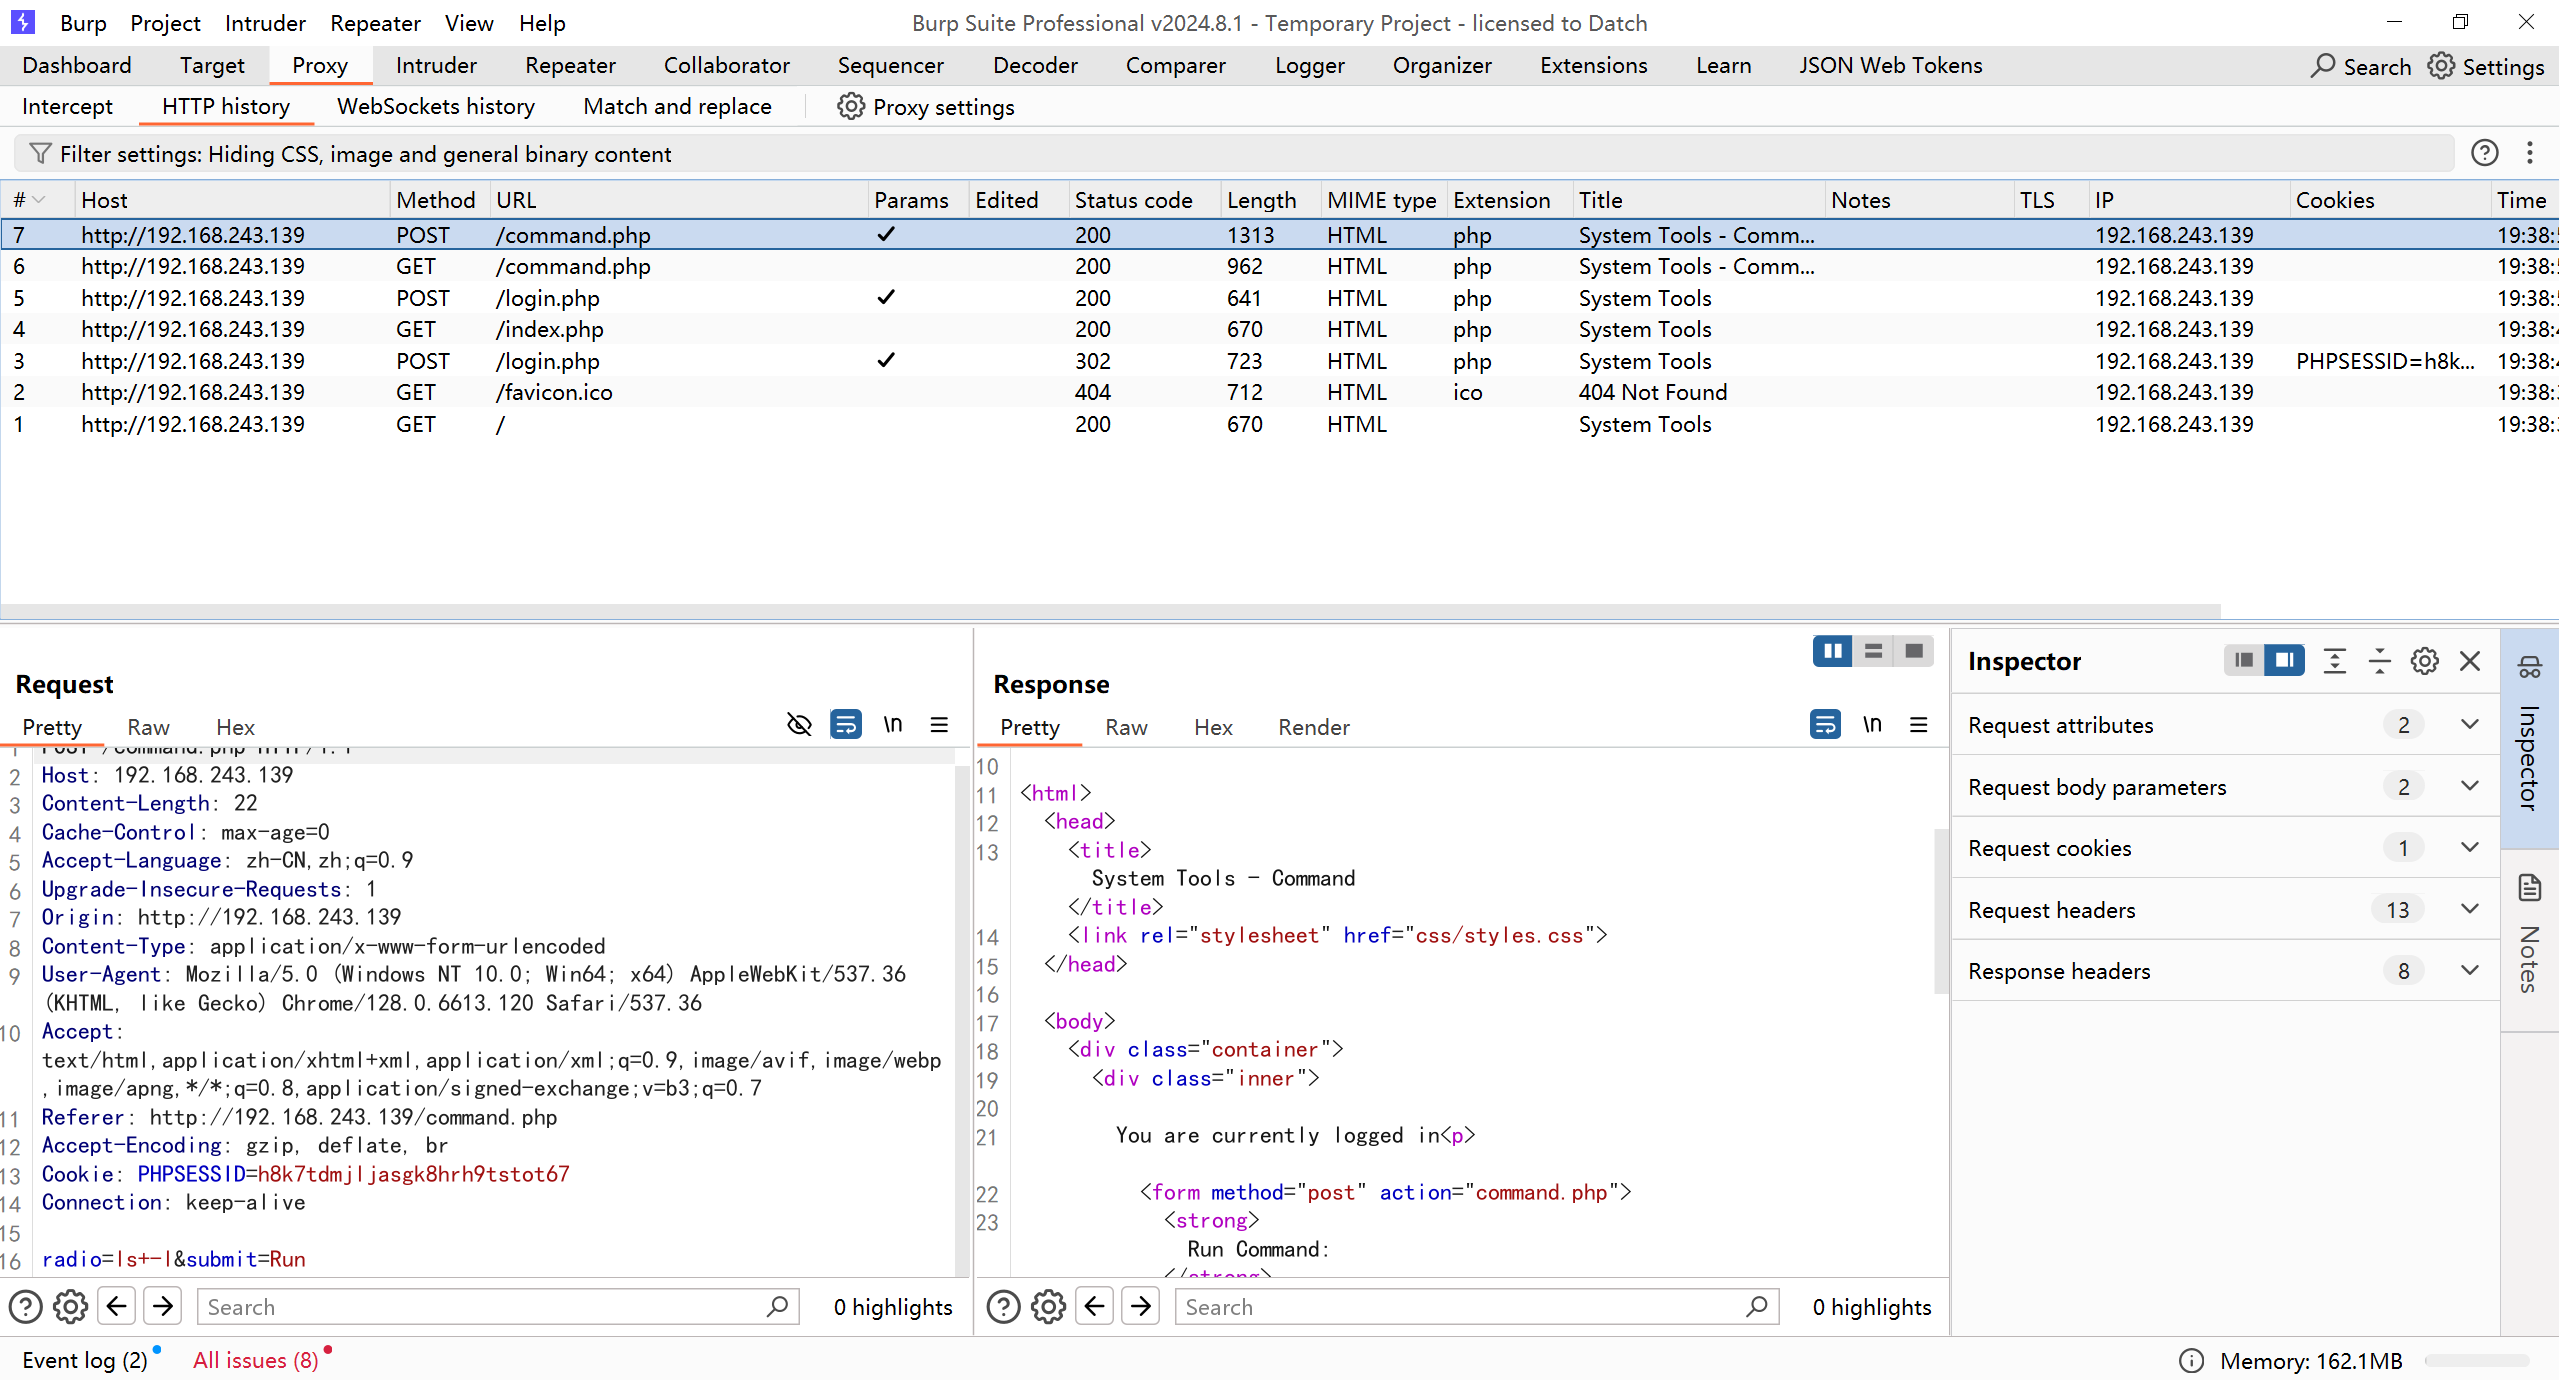 Burp Project Intruder Repeater View Help
Burp Suite Professional v2024.8.1 - Temporary Project - licensed to Datch
Dashboard Target Proxy Intruder Repeater Collaborator Sequencer Decoder Comparer Logger Organizer Extensions Learn JSON Web Tokens Search Settings
Intercept HTTP history WebSockets history Match and replace Proxy settings
Filter settings: Hiding CSS, image and general binary content
# Host Method URL Params Edited Status code Length MIME type Extension Title Notes TLS IP Cookies Time
7 http://192.168.243.139 POST /command.php ✓ 200 1313 HTML php System Tools - Comm... 192.168.243.139 19:38:
6 http://192.168.243.139 GET /command.php 200 962 HTML php System Tools - Comm... 192.168.243.139 19:38:
5 http://192.168.243.139 POST /login.php ✓ 200 641 HTML php System Tools 192.168.243.139 19:38:
4 http://192.168.243.139 GET /index.php 200 670 HTML php System Tools 192.168.243.139 19:38:
3 http://192.168.243.139 POST /login.php ✓ 302 723 HTML php System Tools 192.168.243.139 PHPSESSID=h8k... 19:38:
2 http://192.168.243.139 GET /favicon.ico 404 712 HTML ico 404 Not Found 192.168.243.139 19:38:
1 http://192.168.243.139 GET / 200 670 HTML System Tools 192.168.243.139 19:38:
Request
Pretty Raw Hex \n
1 POST /command.php HTTP/1.1
2 Host: 192.168.243.139
3 Content-Length: 22
4 Cache-Control: max-age=0
5 Accept-Language: zh-CN,zh;q=0.9
6 Upgrade-Insecure-Requests: 1
7 Origin: http://192.168.243.139
8 Content-Type: application/x-www-form-urlencoded
9 User-Agent: Mozilla/5.0 (Windows NT 10.0; Win64; x64) AppleWebKit/537.36
(KHTML, like Gecko) Chrome/128.0.6613.120 Safari/537.36
10 Accept:
text/html,application/xhtml+xml,application/xml;q=0.9,image/avif,image/webp
,image/apng,*/*;q=0.8,application/signed-exchange;v=b3;q=0.7
11 Referer: http://192.168.243.139/command.php
12 Accept-Encoding: gzip, deflate, br
13 Cookie: PHPSESSID=h8k7tdmjljasgk8hrh9tstot67
14 Connection: keep-alive
15
16 radio=ls+-l&submit=Run
Search
0 highlights
Response
Pretty Raw Hex Render \n
10
11 <html>
12 <head>
13 <title>
System Tools - Command
</title>
14 <link rel="stylesheet" href="css/styles.css">
15 </head>
16
17 <body>
18 <div class="container">
19 <div class="inner">
20
21 You are currently logged in<p>
22 <form method="post" action="command.php">
23 <strong>
Run Command:
</strong>
Search
0 highlights
Inspector
Request attributes 2
Request body parameters 2
Request cookies 1
Request headers 13
Response headers 8
Inspector
Notes
Event log (2) All issues (8)
Memory: 162.1MB